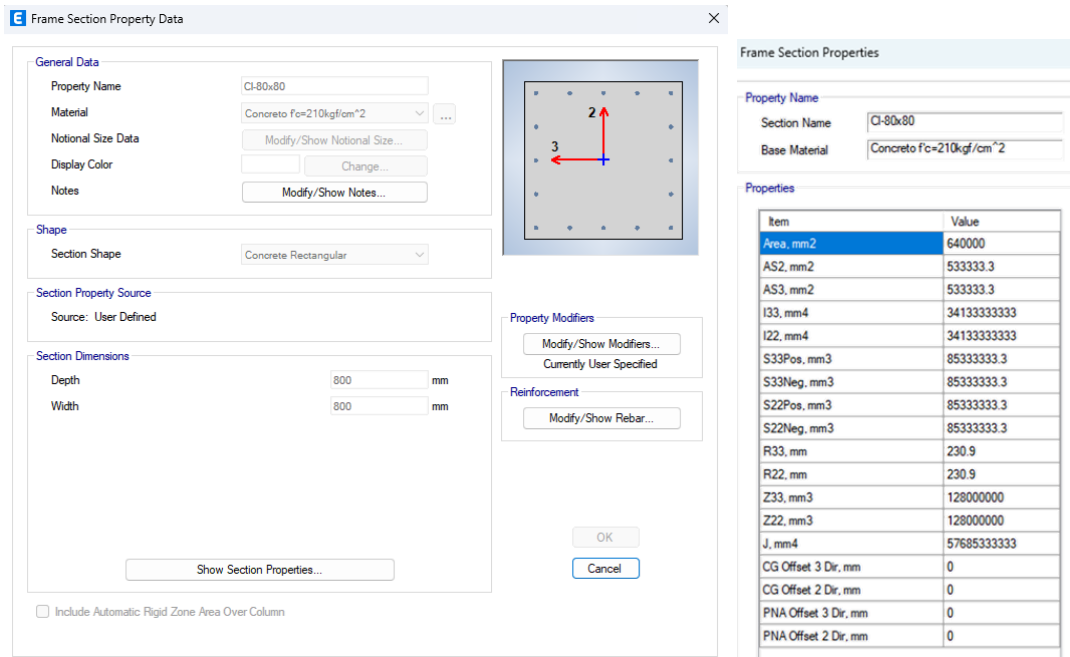 E Frame Section Property Data
General Data
Property Name CI-80x80
Material Concreto f'c=210kgf/cm^2 ...
Notional Size Data Modify/Show Notional Size...
Display Color Change...
Notes Modify/Show Notes...
Shape
Section Shape Concrete Rectangular
Section Property Source
Source: User Defined
Section Dimensions
Depth 800 mm
Width 800 mm
Show Section Properties...
Include Automatic Rigid Zone Area Over Column
2
3
Property Modifiers
Modify/Show Modifiers...
Currently User Specified
Reinforcement
Modify/Show Rebar...
OK
Cancel
Frame Section Properties
Property Name
Section Name CI-80x80
Base Material Concreto f'c=210kgf/cm^2
Properties
Item Value
Area, mm2 640000
AS2, mm2 533333.3
AS3, mm2 533333.3
I33, mm4 34133333333
I22, mm4 34133333333
S33Pos, mm3 85333333.3
S33Neg, mm3 85333333.3
S22Pos, mm3 85333333.3
S22Neg, mm3 85333333.3
R33, mm 230.9
R22, mm 230.9
Z33, mm3 128000000
Z22, mm3 128000000
J, mm4 57685333333
CG Offset 3 Dir, mm 0
CG Offset 2 Dir, mm 0
PNA Offset 3 Dir, mm 0
PNA Offset 2 Dir, mm 0